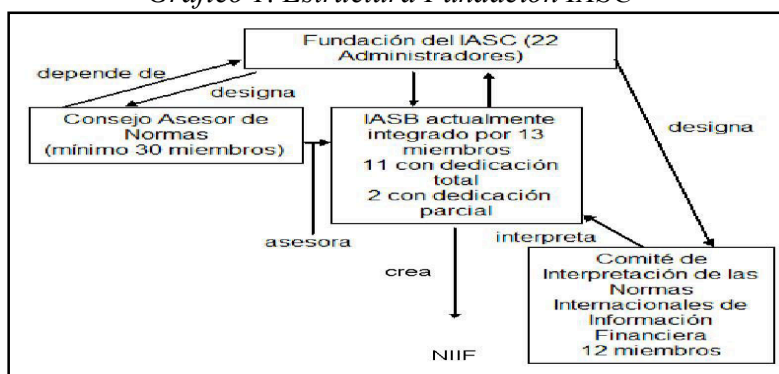 Gráfico 1. Estructura Fundación IASC
Fundación del IASC (22
Administradores)
depende de
designa
Consejo Asesor de
Normas
(mínimo 30 miembros)
IASB actualmente
integrado por 13
miembros
11 con dedicación
total
2 con dedicación
parcial
designa
asesora
interpreta
crea
Comité de
Interpretación de las
Normas
Internacionales de
Información
Financiera
12 miembros
NIIF